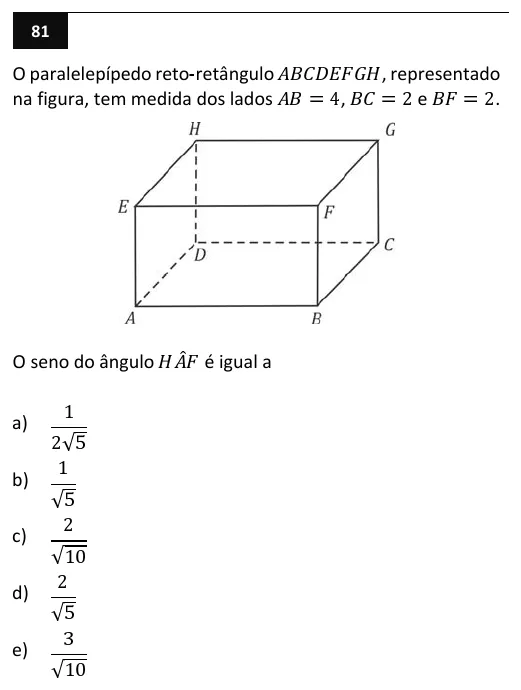 81
O paralelepípedo reto-retângulo ABCDEFGH, representado
na figura, tem medida dos lados AB = 4, BC = 2 e BF = 2.
H
G
E
F
D
C
A
B
O seno do ângulo HÂF é igual a
a) 1/(2√5)
b) 1/√5
c) 2/√10
d) 2/√5
e) 3/√10